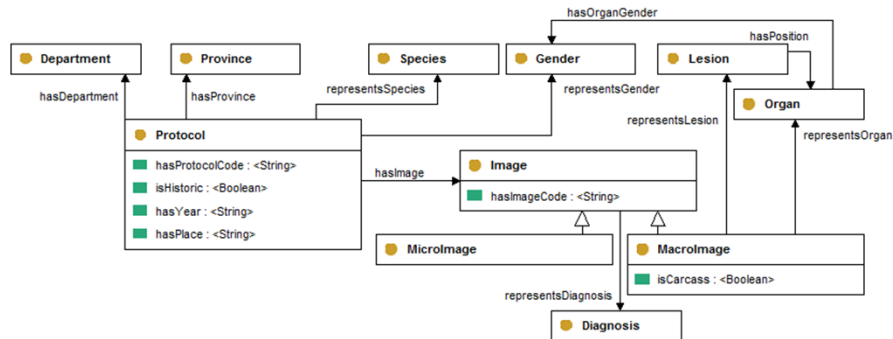 hasOrganGender
hasPosition
Department
Province
Species
Gender
Lesion
hasDepartment
hasProvince
representsSpecies
representsGender
Organ
representsLesion
representsOrgan
Protocol
hasProtocolCode : <String>
isHistoric : <Boolean>
hasYear : <String>
hasPlace : <String>
hasImage
Image
hasImageCode : <String>
MicroImage
MacroImage
isCarcass : <Boolean>
representsDiagnosis
Diagnosis